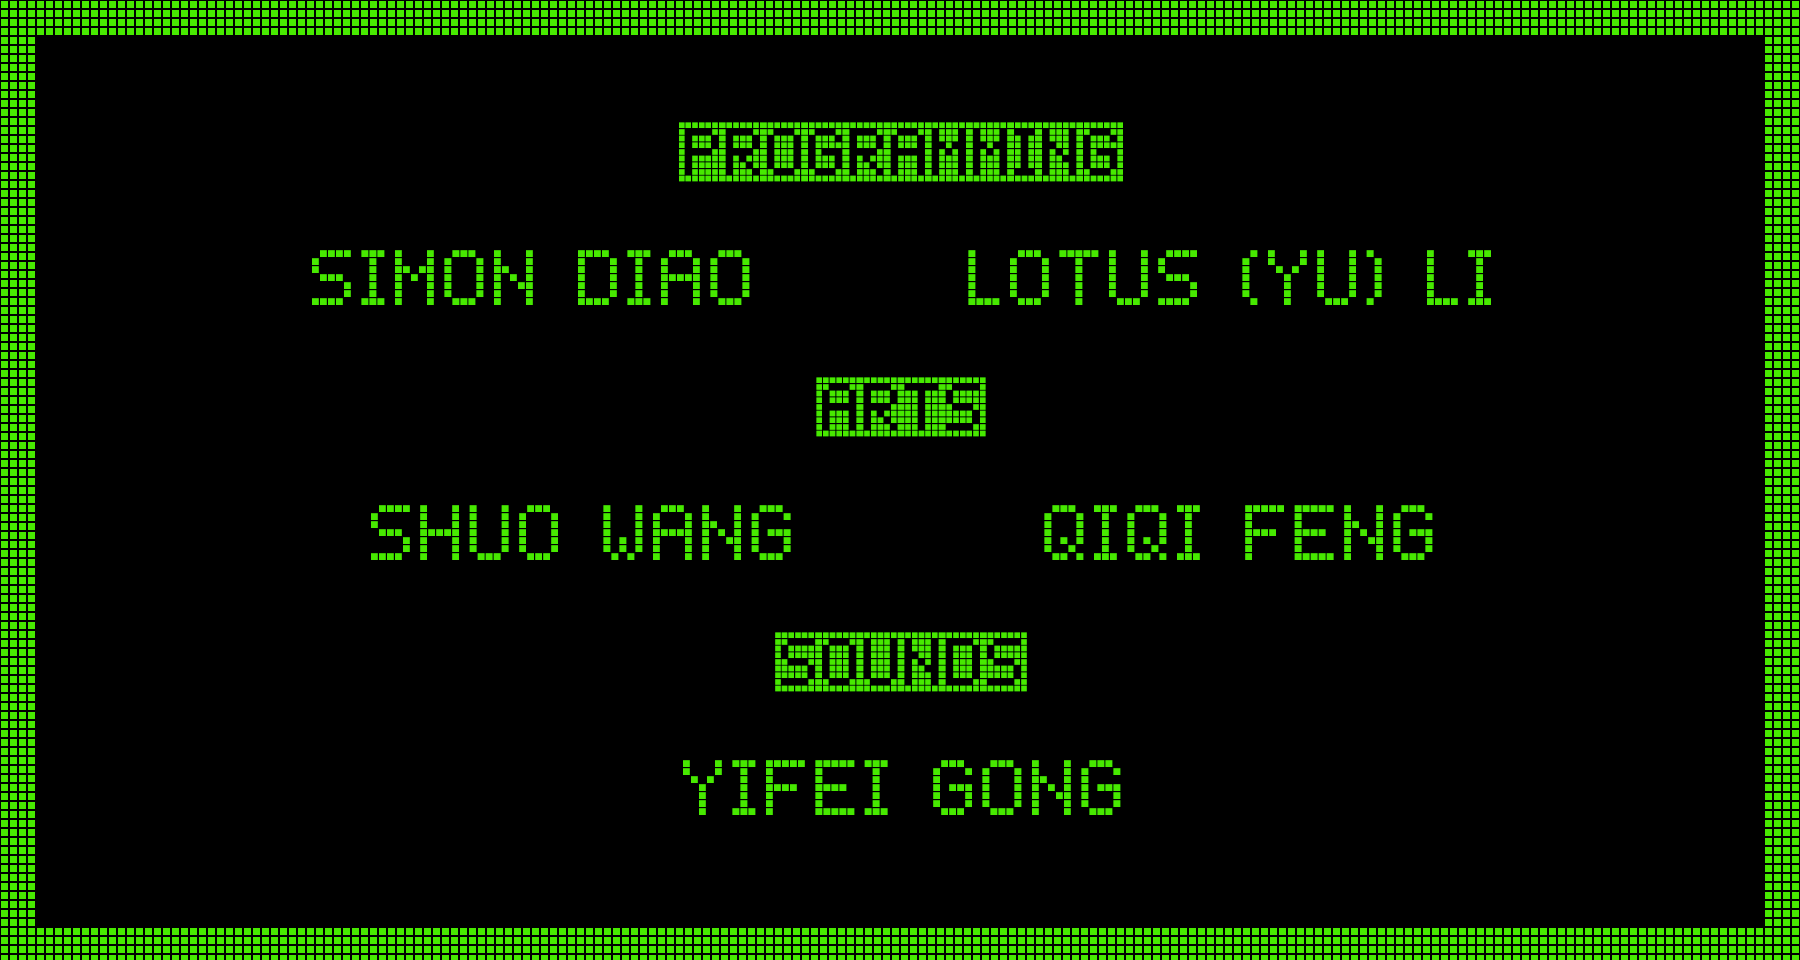 PROGRAMMING
SIMON DIAO LOTUS (YU) LI
ARTS
SHUO WANG QIQI FENG
SOUNDS
YIFEI GONG